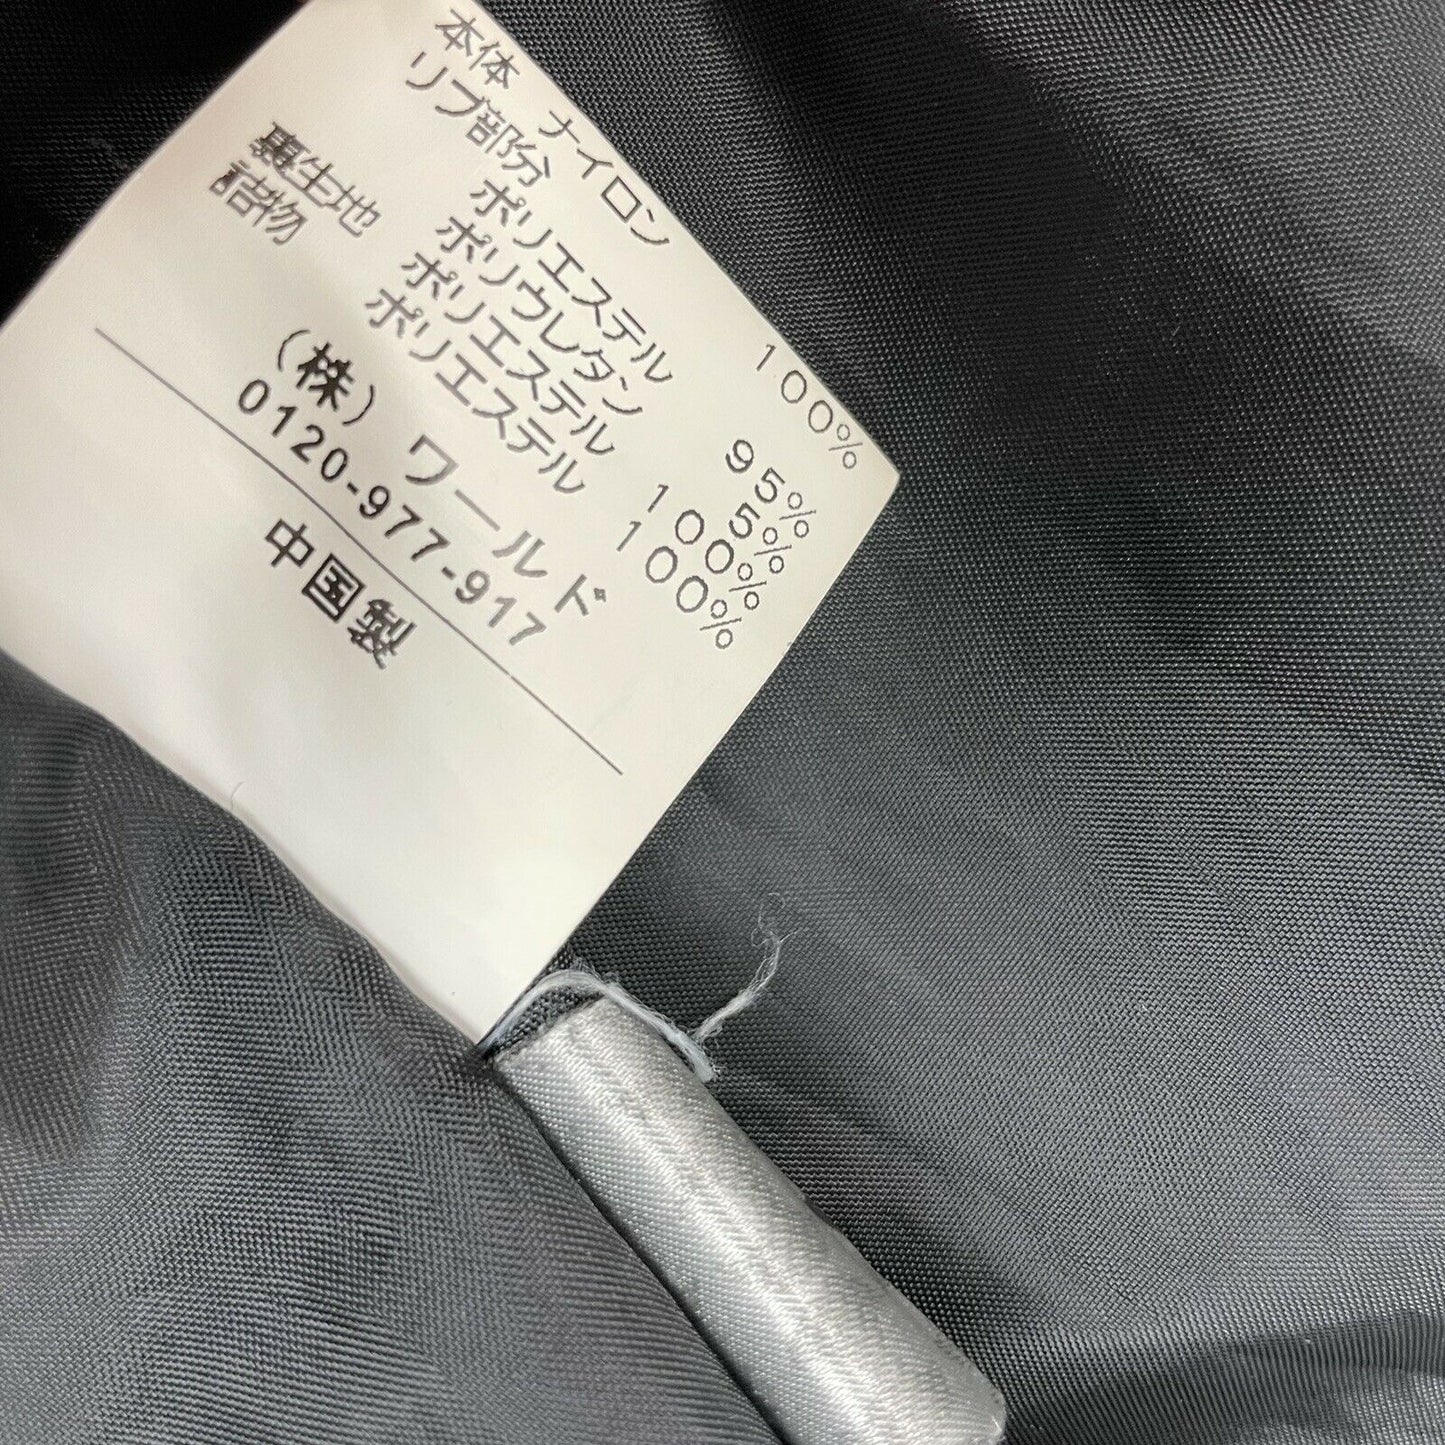 本体 ナイロン 100%
リブ部分
ポリエステル 95%
ポリウレタン 5%
裏生地 ポリエステル 100%
詰物 ポリエステル 100%
(株)ワールド
0120-977-917
中国製